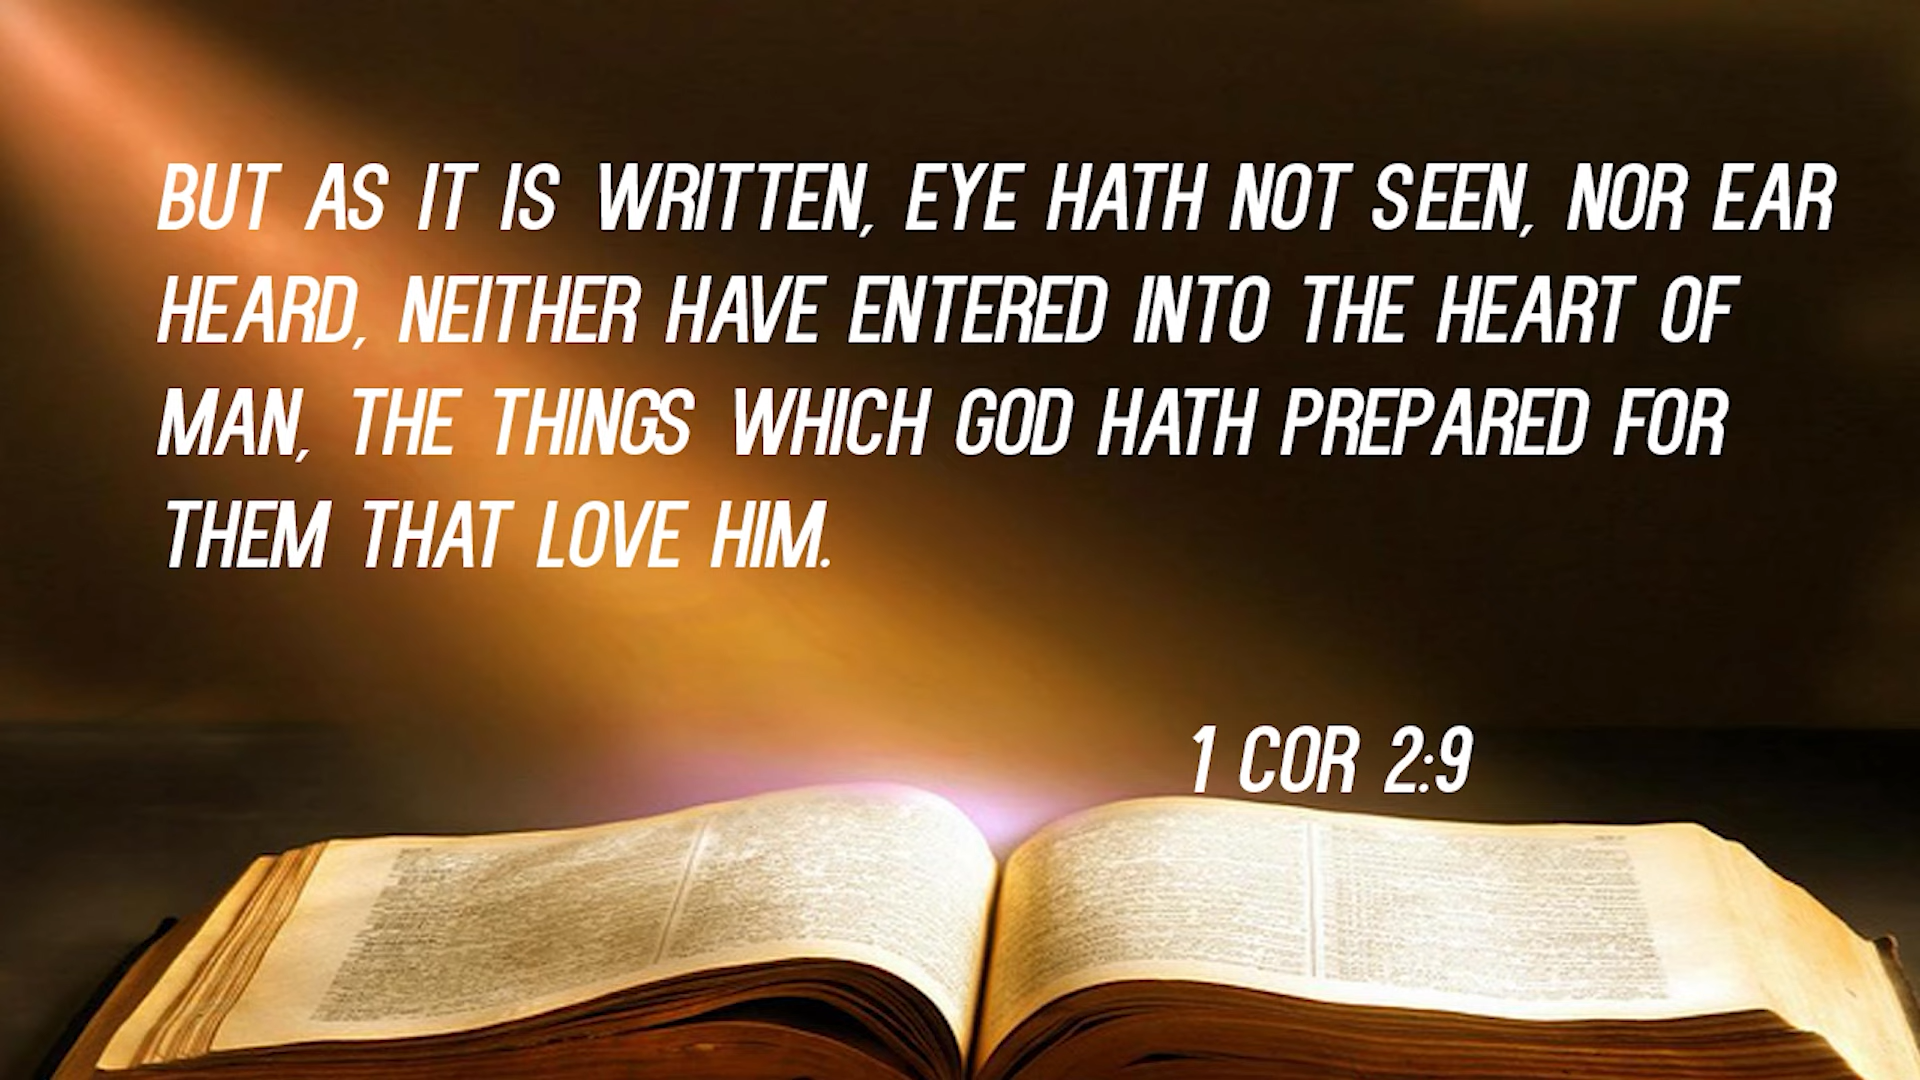 BUT AS IT IS WRITTEN, EYE HATH NOT SEEN, NOR EAR
HEARD, NEITHER HAVE ENTERED INTO THE HEART OF
MAN, THE THINGS WHICH GOD HATH PREPARED FOR
THEM THAT LOVE HIM.
1 COR 2:9